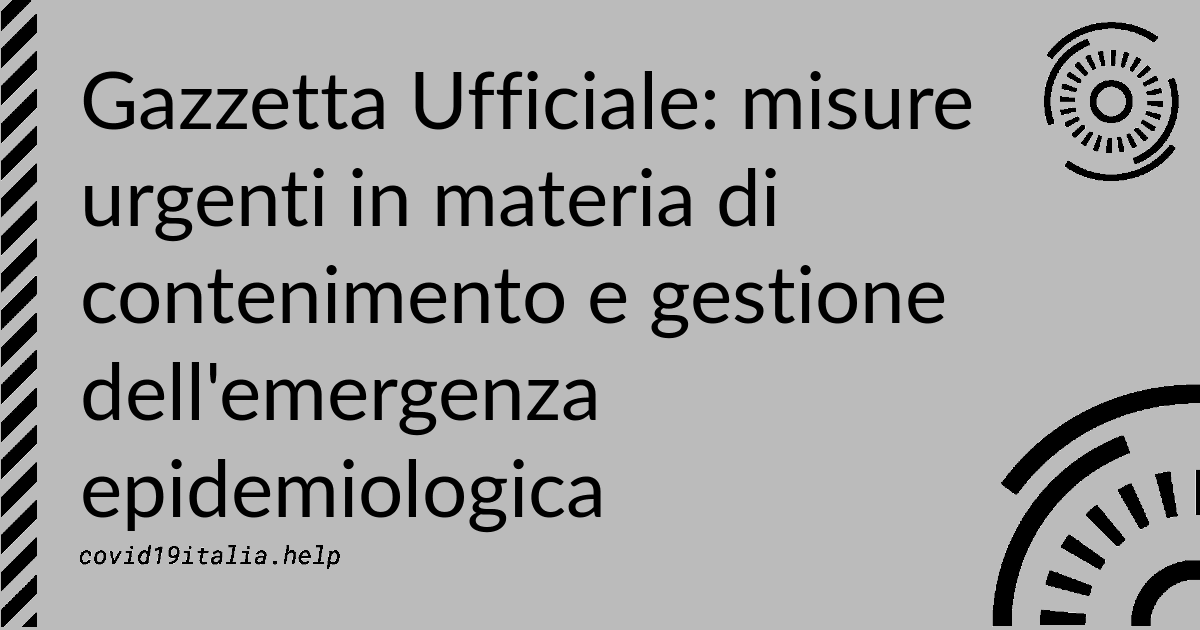 Gazzetta Ufficiale: misure
urgenti in materia di
contenimento e gestione
dell'emergenza
epidemiologica
covid19italia.help